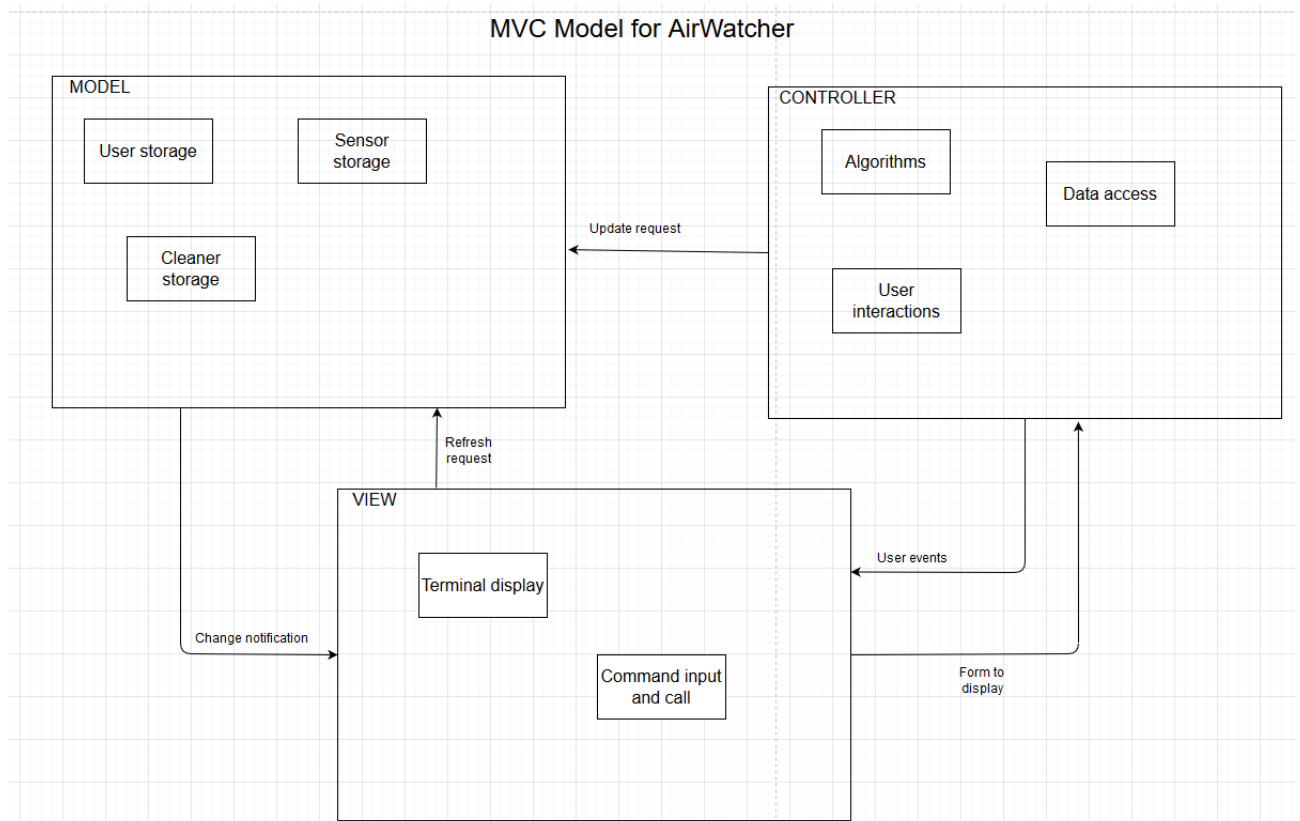 MVC Model for AirWatcher
MODEL
User storage
Sensor
storage
Cleaner
storage
CONTROLLER
Algorithms
Data access
User
interactions
Update request
Refresh
request
VIEW
Terminal display
Command input
and call
User events
Change notification
Form to
display